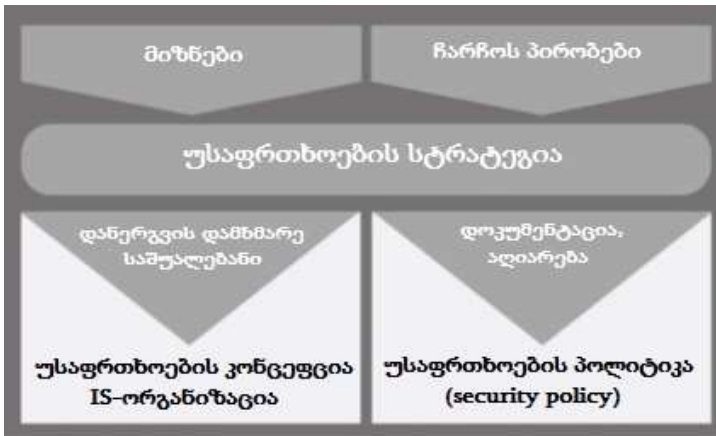 მიზნები
ჩარჩოს პირობები
უსაფრთხოების სტრატეგია
დანერგვის დამხმარე
საშუალებანი
დოკუმენტაცია,
აღიარება
უსაფრთხოების კონცეფცია
IS-ორგანიზაცია
უსაფრთხოების პოლიტიკა
(security policy)